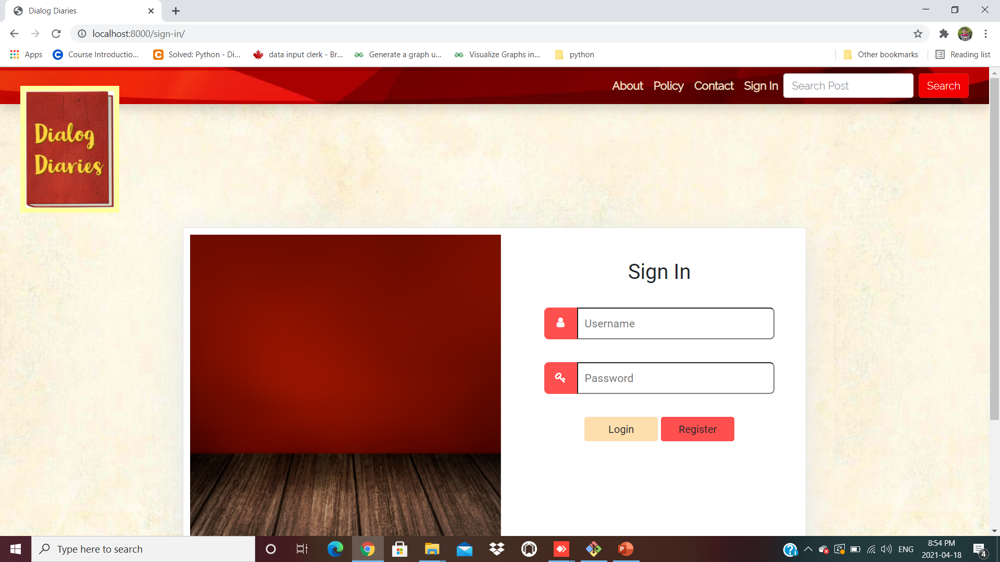 Dialog Diaries
localhost:8000/sign-in/
Apps
Course Introductio...
Solved: Python - Di...
data input clerk - Br...
Generate a graph u...
Visualize Graphs in...
python
Other bookmarks
Reading list
About Policy Contact Sign In Search Post Search
Dialog
Diaries
Sign In
Username
Password
Login Register
Type here to search
ENG
8:54 PM
2021-04-18
4